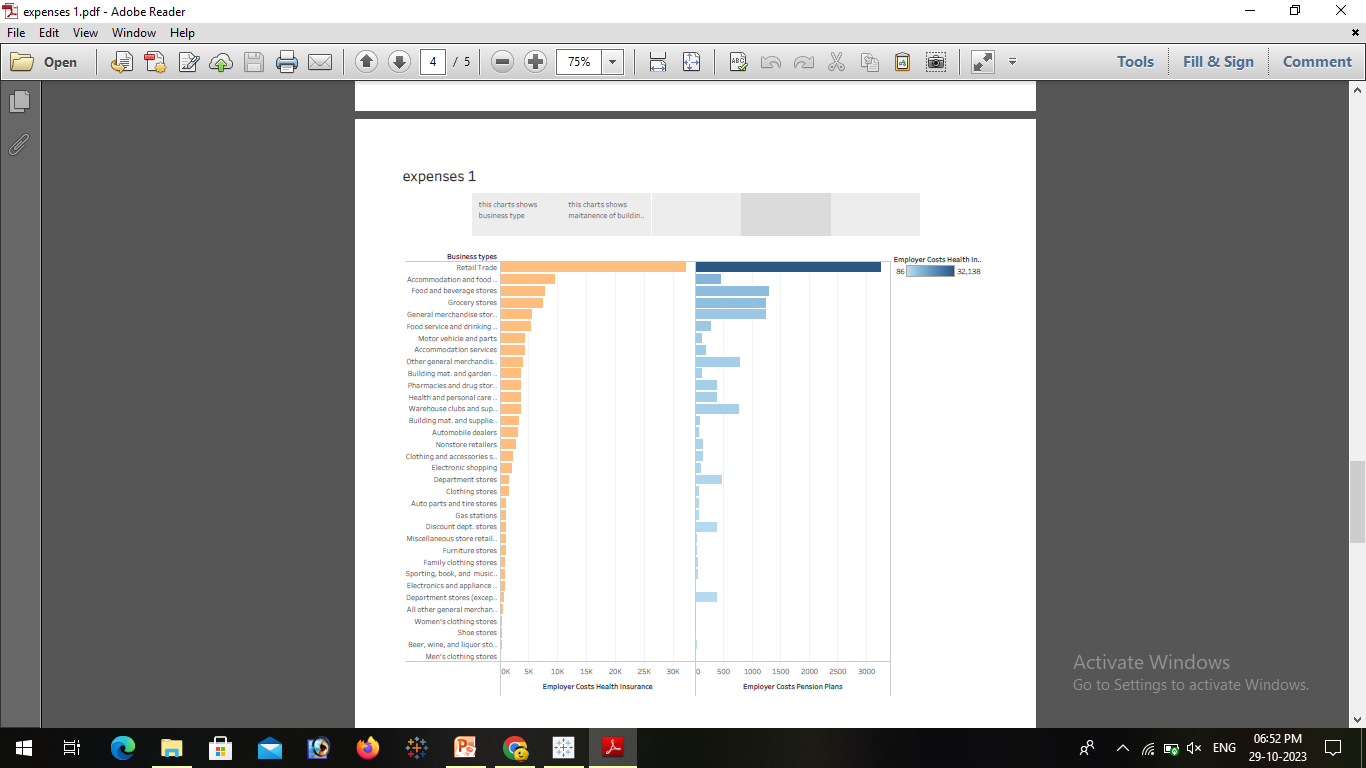 expenses 1.pdf - Adobe Reader
File Edit View Window Help
Open 4 / 5 75% Tools Fill & Sign Comment
expenses 1
this charts shows
business type
this charts shows
maitanence of buildin..
Business types
Employer Costs Health In..
86 32,138
Retail Trade
Accommodation and food ...
Food and beverage stores
Grocery stores
General merchandise stor..
Food service and drinking ..
Motor vehicle and parts
Accommodation services
Other general merchandis..
Building mat. and garden ..
Pharmacies and drug stor..
Health and personal care ..
Warehouse clubs and sup..
Building mat. and supplie..
Automobile dealers
Nonstore retailers
Clothing and accessories s..
Electronic shopping
Department stores
Clothing stores
Auto parts and tire stores
Gas stations
Discount dept. stores
Miscellaneous store retail..
Furniture stores
Family clothing stores
Sporting, book, and music..
Electronics and appliance ..
Department stores (excep..
All other general merchan..
Women's clothing stores
Shoe stores
Beer, wine, and liquor sto..
Men's clothing stores
0K 5K 10K 15K 20K 25K 30K 0 500 1000 1500 2000 2500 3000
Employer Costs Health Insurance Employer Costs Pension Plans
Activate Windows
Go to Settings to activate Windows.
ENG
06:52 PM
29-10-2023